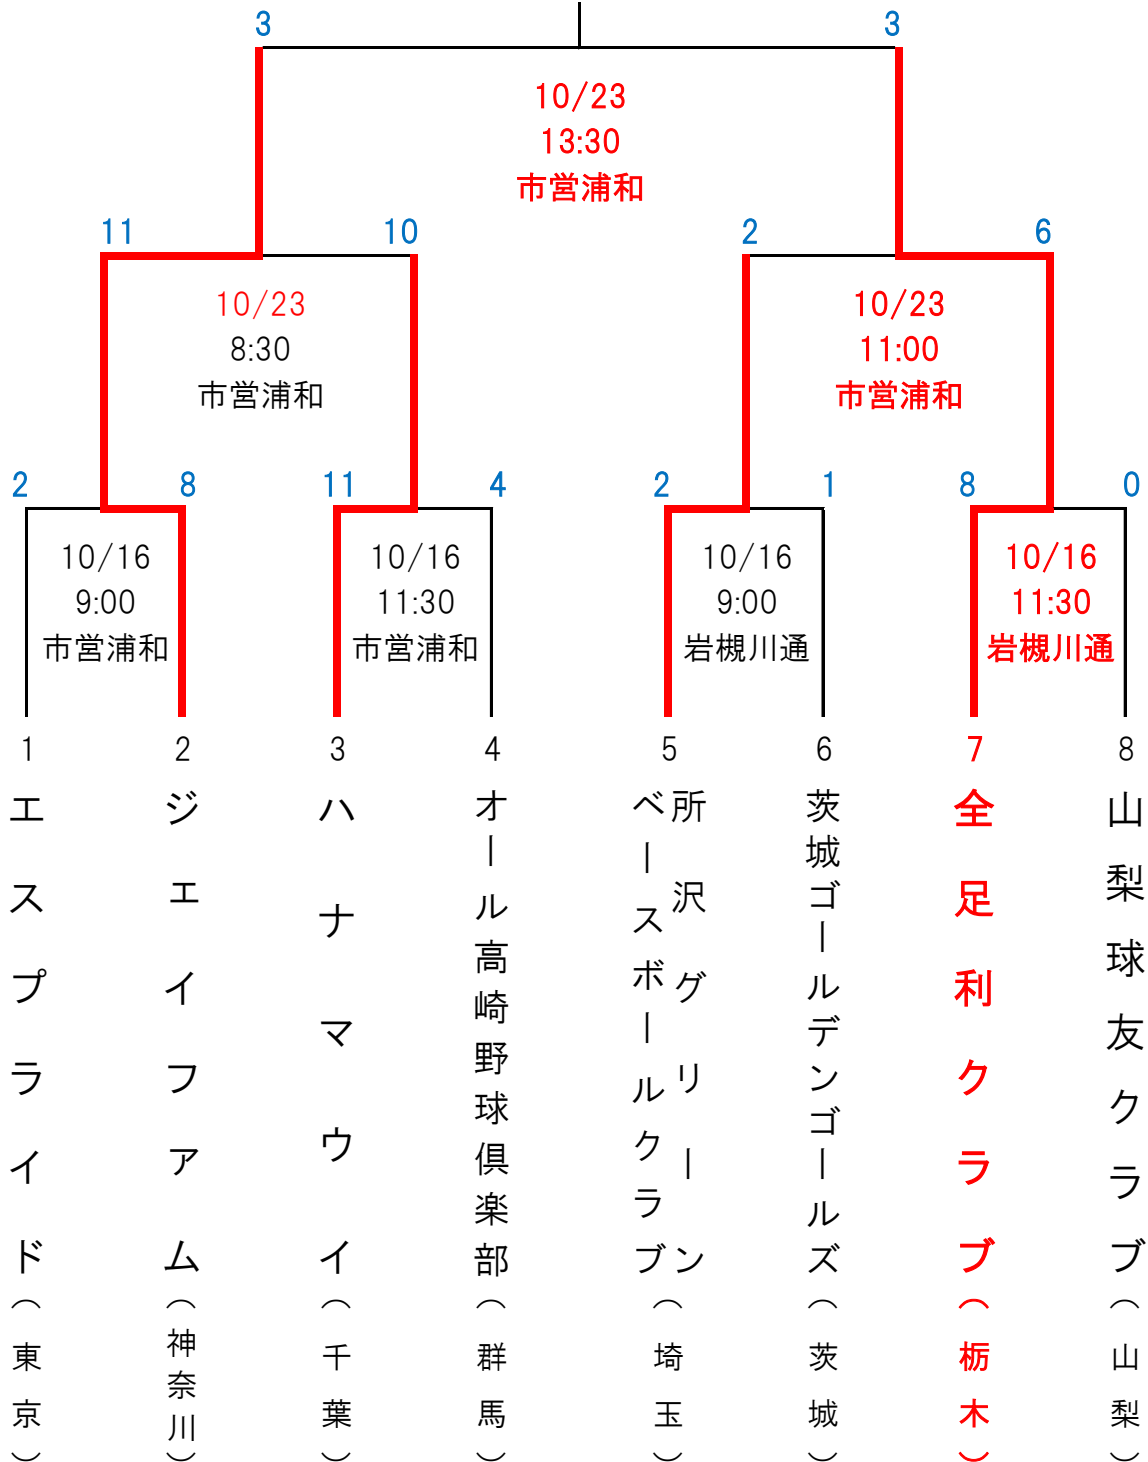 3 3
10/23
13:30
市営浦和
11 10 2 6
10/23
8:30
市営浦和
10/23
11:00
市営浦和
2 8 11 4 2 1 8 0
10/16
9:00
市営浦和
10/16
11:30
市営浦和
10/16
9:00
岩槻川通
10/16
11:30
岩槻川通
1
エスプライド(東京)
2
ジェイファム(神奈川)
3
ハナマウイ(千葉)
4
オール高崎野球倶楽部(群馬)
5
所沢グリーン
ベースボールクラブ
(埼玉)
6
茨城ゴールデンゴールズ(茨城)
7
全足利クラブ(栃木)
8
山梨球友クラブ(山梨)